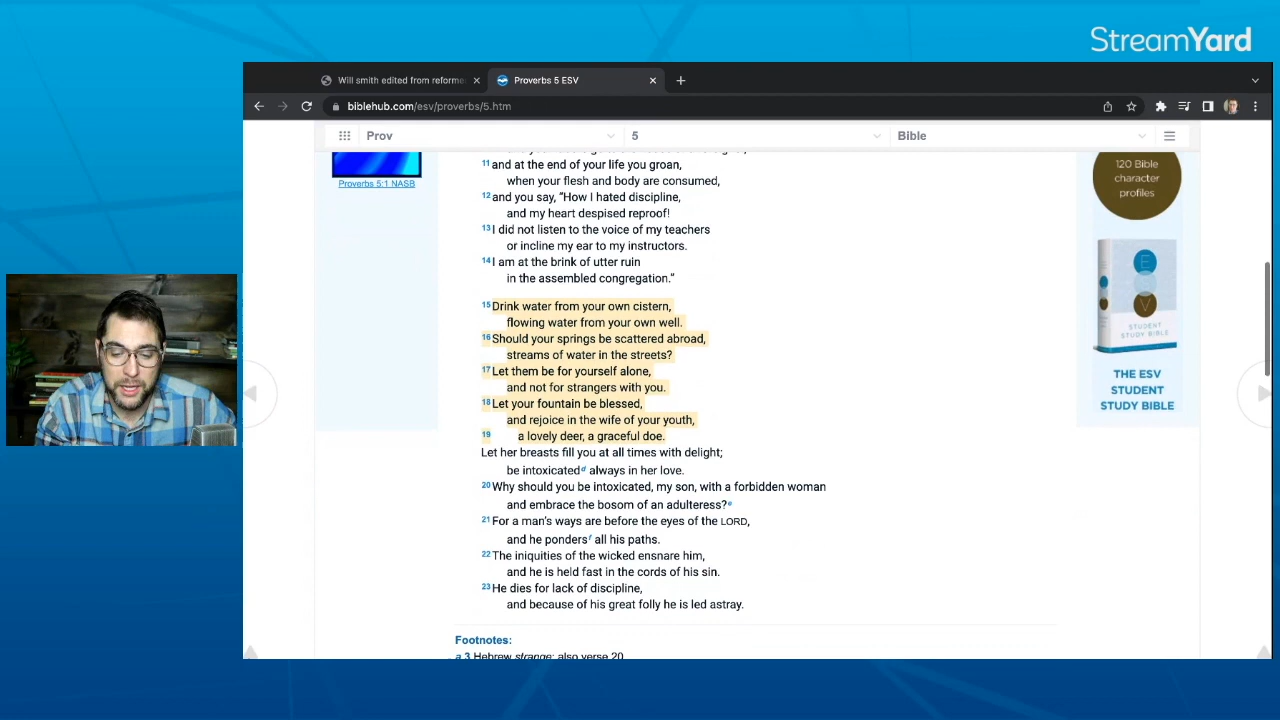 StreamYard
Will smith edited from reforme
Proverbs 5 ESV
biblehub.com/esv/proverbs/5.htm
Prov
5
Bible
11 and at the end of your life you groan,
when your flesh and body are consumed,
12 and you say, “How I hated discipline,
and my heart despised reproof!
13 I did not listen to the voice of my teachers
or incline my ear to my instructors.
14 I am at the brink of utter ruin
in the assembled congregation.”
15 Drink water from your own cistern,
flowing water from your own well.
16 Should your springs be scattered abroad,
streams of water in the streets?
17 Let them be for yourself alone,
and not for strangers with you.
18 Let your fountain be blessed,
and rejoice in the wife of your youth,
19 a lovely deer, a graceful doe.
Let her breasts fill you at all times with delight;
be intoxicated d always in her love.
20 Why should you be intoxicated, my son, with a forbidden woman
and embrace the bosom of an adulteress? e
21 For a man’s ways are before the eyes of the LORD,
and he ponders f all his paths.
22 The iniquities of the wicked ensnare him,
and he is held fast in the cords of his sin.
23 He dies for lack of discipline,
and because of his great folly he is led astray.
Footnotes:
a 3 Hebrew strange; also verse 20
Proverbs 5:1 NASB
120 Bible
character
profiles
E
S
V
STUDENT
STUDY BIBLE
THE ESV
STUDENT
STUDY BIBLE